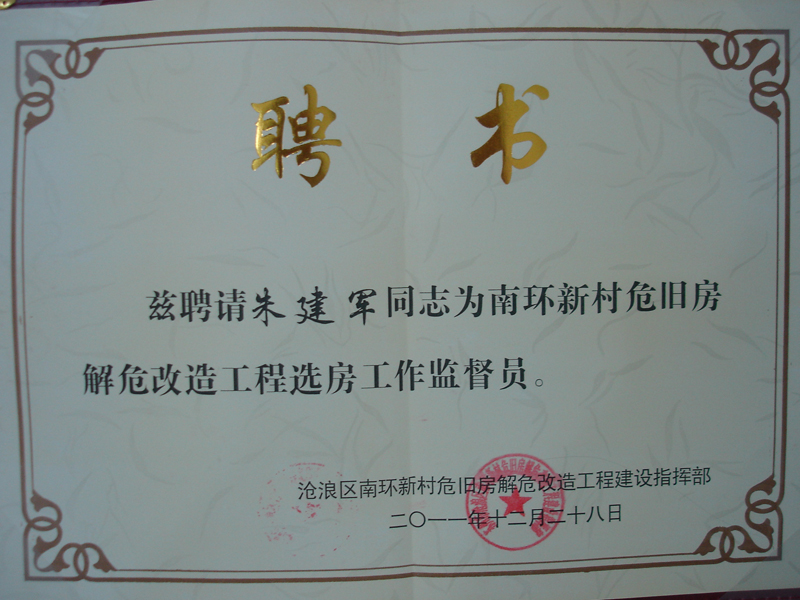 聘书
兹聘请朱建军同志为南环新村危旧房
解危改造工程选房工作监督员。
沧浪区南环新村危旧房解危改造工程建设指挥部
二〇一一年十二月二十八日